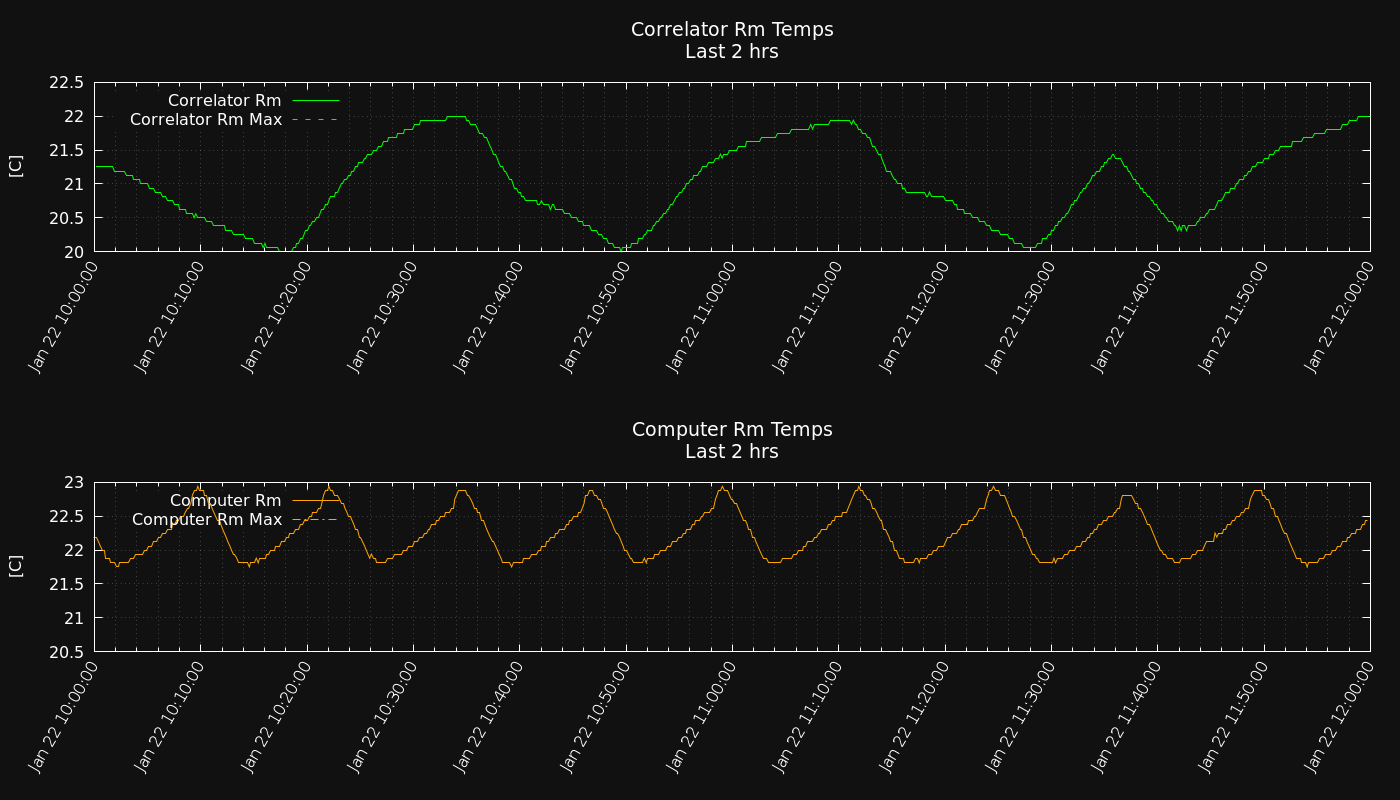 Correlator Rm Temps
Last 2 hrs
22.5
22
21.5
21
20.5
20
[C]
Correlator Rm
Correlator Rm Max
Jan 22 10:00:00
Jan 22 10:10:00
Jan 22 10:20:00
Jan 22 10:30:00
Jan 22 10:40:00
Jan 22 10:50:00
Jan 22 11:00:00
Jan 22 11:10:00
Jan 22 11:20:00
Jan 22 11:30:00
Jan 22 11:40:00
Jan 22 11:50:00
Jan 22 12:00:00
Computer Rm Temps
Last 2 hrs
23
22.5
22
21.5
21
20.5
[C]
Computer Rm
Computer Rm Max
Jan 22 10:00:00
Jan 22 10:10:00
Jan 22 10:20:00
Jan 22 10:30:00
Jan 22 10:40:00
Jan 22 10:50:00
Jan 22 11:00:00
Jan 22 11:10:00
Jan 22 11:20:00
Jan 22 11:30:00
Jan 22 11:40:00
Jan 22 11:50:00
Jan 22 12:00:00